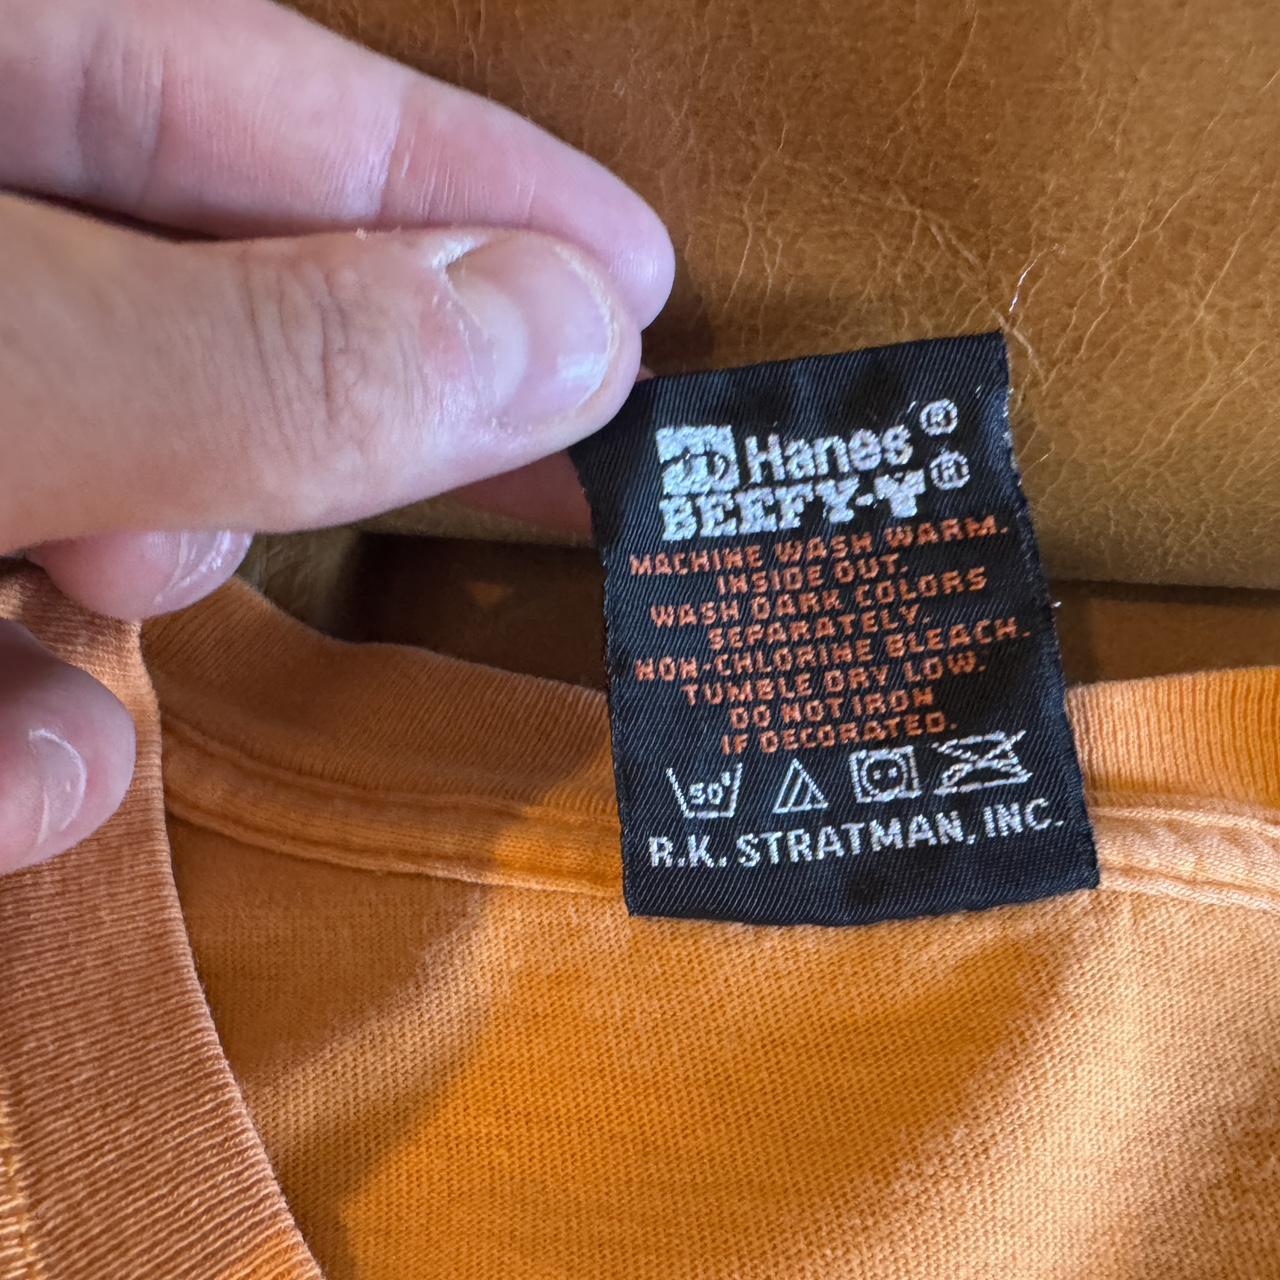 Hanes®
BEEFY-T®
MACHINE WASH WARM.
INSIDE OUT.
WASH DARK COLORS
SEPARATELY.
NON-CHLORINE BLEACH.
TUMBLE DRY LOW.
DO NOT IRON
IF DECORATED.
50°
R.K. STRATMAN, INC.